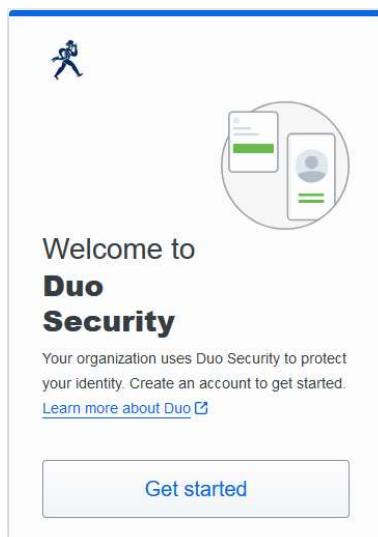 Welcome to
Duo
Security
Your organization uses Duo Security to protect
your identity. Create an account to get started.
Learn more about Duo
Get started